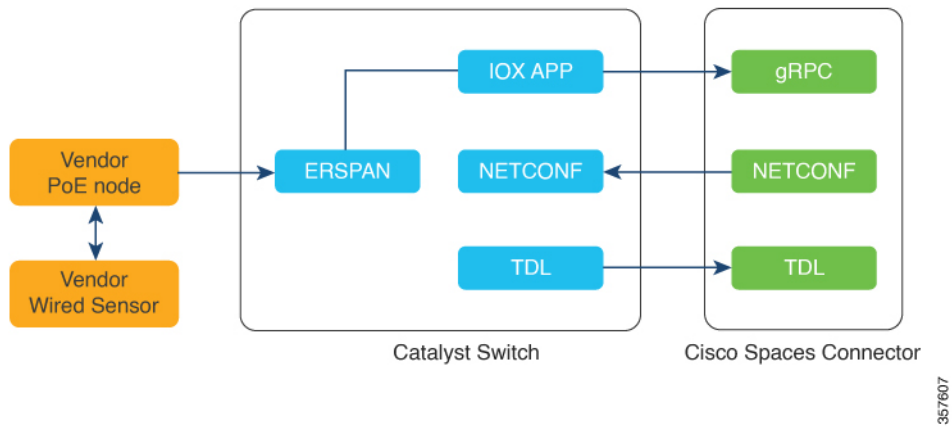 IOX APP
gRPC
Vendor
PoE node
ERSPAN
NETCONF
NETCONF
Vendor
Wired Sensor
TDL
TDL
Catalyst Switch
Cisco Spaces Connector
357607